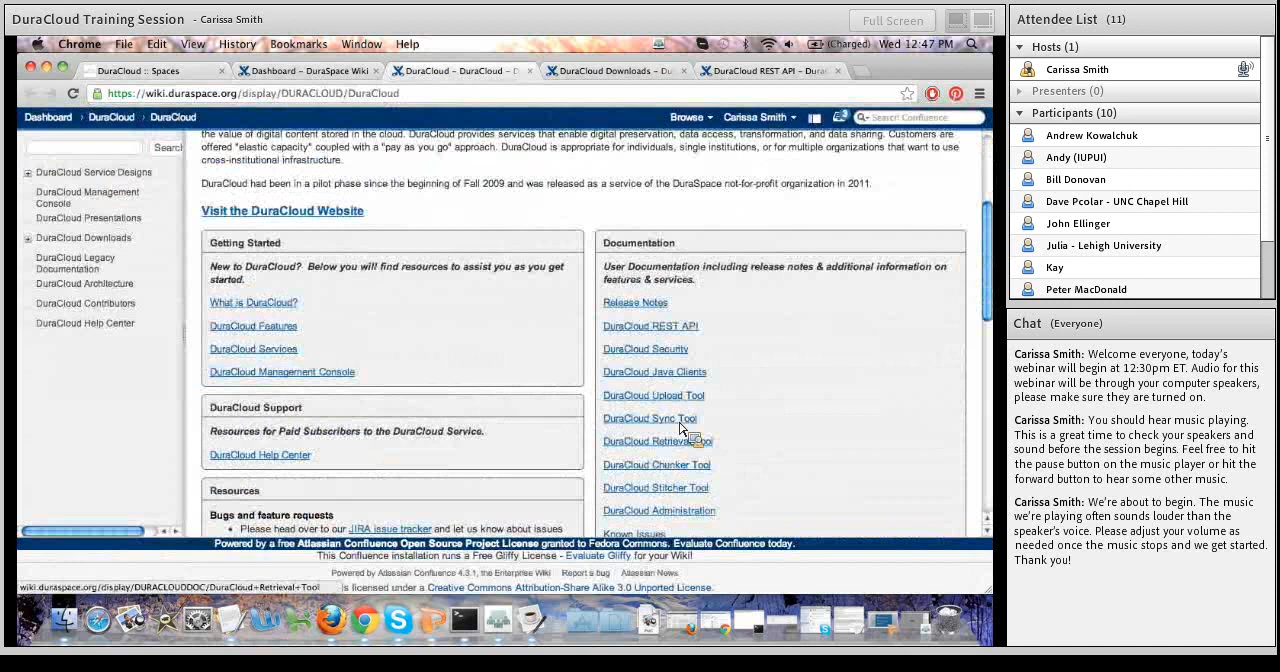 DuraCloud Training Session - Carissa Smith
Full Screen
Chrome File Edit View History Bookmarks Window Help
(Charged) Wed 12:47 PM
DuraCloud :: Spaces
Dashboard - DuraSpace Wiki
DuraCloud - DuraCloud - D
DuraCloud Downloads - Du
DuraCloud REST API - Dura
https://wiki.duraspace.org/display/DURACLOUD/DuraCloud
Dashboard › DuraCloud › DuraCloud
Browse Carissa Smith
Search Confluence
Search
DuraCloud Service Designs
DuraCloud Management
Console
DuraCloud Presentations
DuraCloud Downloads
DuraCloud Legacy
Documentation
DuraCloud Architecture
DuraCloud Contributors
DuraCloud Help Center
the value of digital content stored in the cloud. DuraCloud provides services that enable digital preservation, data access, transformation, and data sharing. Customers are
offered "elastic capacity" coupled with a "pay as you go" approach. DuraCloud is appropriate for individuals, single institutions, or for multiple organizations that want to use
cross-institutional infrastructure.
DuraCloud had been in a pilot phase since the beginning of Fall 2009 and was released as a service of the DuraSpace not-for-profit organization in 2011.
Visit the DuraCloud Website
Getting Started
New to DuraCloud? Below you will find resources to assist you as you get
started.
What is DuraCloud?
DuraCloud Features
DuraCloud Services
DuraCloud Management Console
DuraCloud Support
Resources for Paid Subscribers to the DuraCloud Service.
DuraCloud Help Center
Resources
Bugs and feature requests
• Please head over to our JIRA issue tracker and let us know about issues
Documentation
User Documentation including release notes & additional information on
features & services.
Release Notes
DuraCloud REST API
DuraCloud Security
DuraCloud Java Clients
DuraCloud Upload Tool
DuraCloud Sync Tool
DuraCloud Retrieval Tool
DuraCloud Chunker Tool
DuraCloud Stitcher Tool
DuraCloud Administration
Known Issues
Powered by a free Atlassian Confluence Open Source Project License granted to Fedora Commons. Evaluate Confluence today.
This Confluence installation runs a Free Gliffy License - Evaluate Gliffy for your Wiki!
Powered by Atlassian Confluence 4.3.1, the Enterprise Wiki Report a bug Atlassian News
wiki.duraspace.org/display/DURACLOUDDOC/DuraCloud+Retrieval+Tool
is licensed under a Creative Commons Attribution-Share Alike 3.0 Unported License.
Attendee List (11)
Hosts (1)
Carissa Smith
Presenters (0)
Participants (10)
Andrew Kowalchuk
Andy (IUPUI)
Bill Donovan
Dave Pcolar - UNC Chapel Hill
John Ellinger
Julia - Lehigh University
Kay
Peter MacDonald
Chat (Everyone)
Carissa Smith: Welcome everyone, today's
webinar will begin at 12:30pm ET. Audio for this
webinar will be through your computer speakers,
please make sure they are turned on.
Carissa Smith: You should hear music playing.
This is a great time to check your speakers and
sound before the session begins. Feel free to hit
the pause button on the music player or hit the
forward button to hear some other music.
Carissa Smith: We're about to begin. The music
we're playing often sounds louder than the
speaker's voice. Please adjust your volume as
needed once the music stops and we get started.
Thank you!